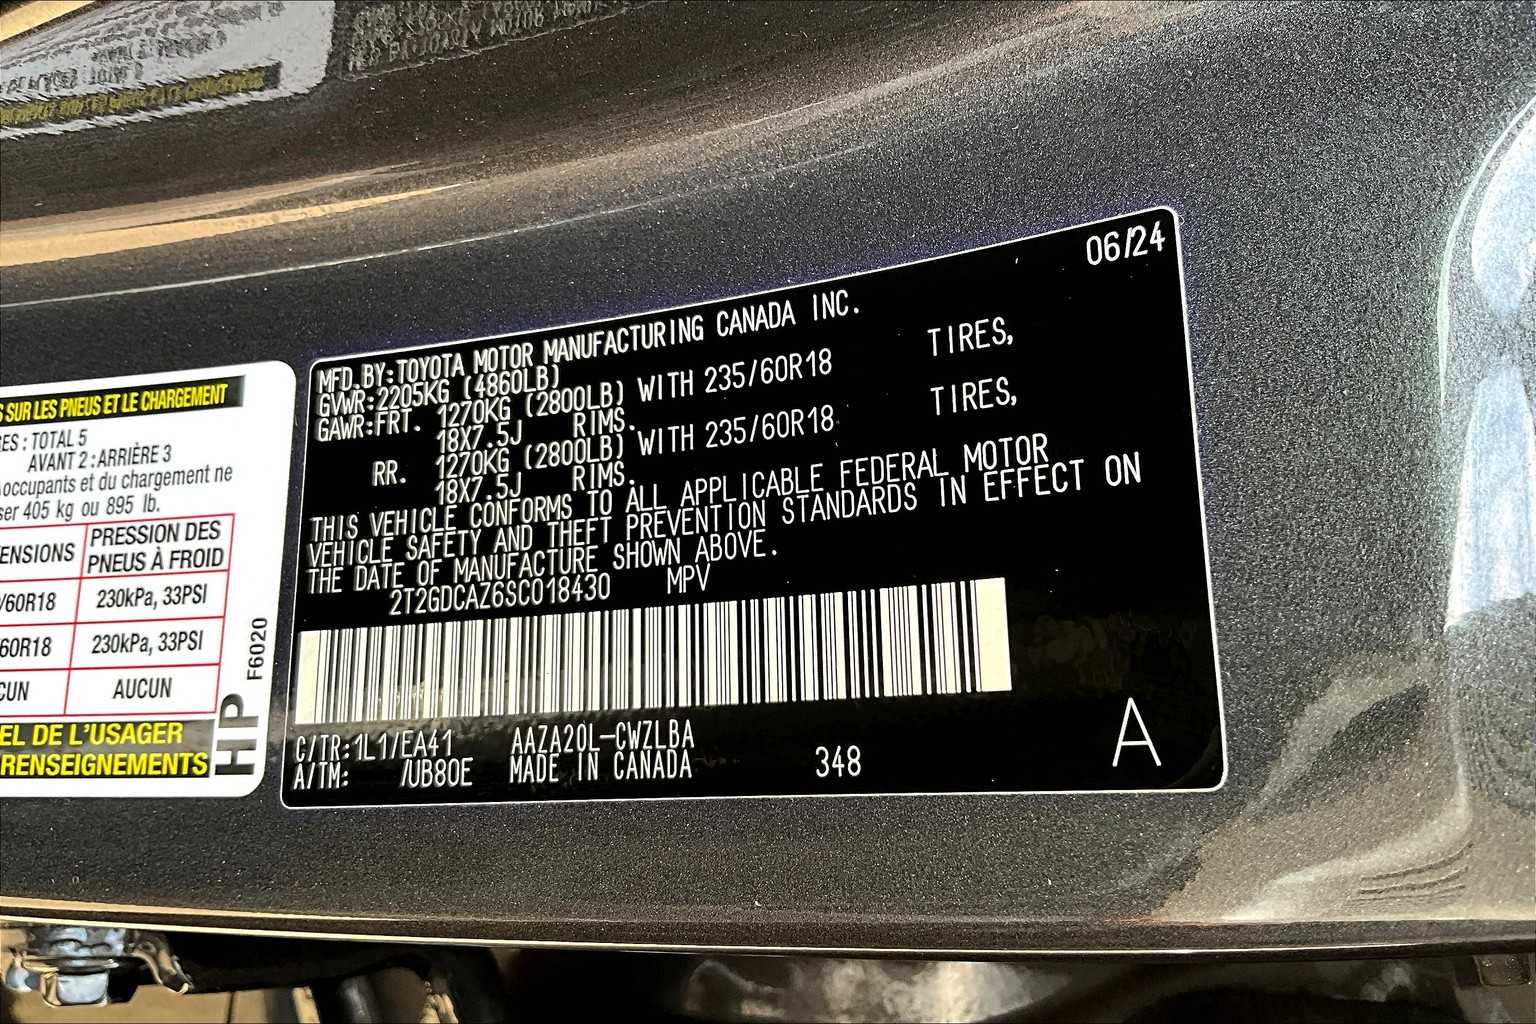 S SUR LES PNEUS ET LE CHARGEMENT
ES : TOTAL 5
AVANT 2 : ARRIÈRE 3
occupants et du chargement ne
ser 405 kg ou 895 lb.
ENSIONS PRESSION DES PNEUS À FROID
/60R18 230kPa, 33PSI
60R18 230kPa, 33PSI
CUN AUCUN
EL DE L'USAGER
RENSEIGNEMENTS
HP F6020
06/24
MFD.BY:TOYOTA MOTOR MANUFACTURING CANADA INC.
GVWR:2205KG (4860LB)
GAWR:FRT. 1270KG (2800LB) WITH 235/60R18 TIRES,
18X7.5J RIMS.
RR. 1270KG (2800LB) WITH 235/60R18 TIRES,
18X7.5J RIMS.
THIS VEHICLE CONFORMS TO ALL APPLICABLE FEDERAL MOTOR
VEHICLE SAFETY AND THEFT PREVENTION STANDARDS IN EFFECT ON
THE DATE OF MANUFACTURE SHOWN ABOVE.
2T2GDCAZ6SC018430 MPV
C/TR:1L1/EA41 AAZA20L-CWZLBA
A/TM: /UB80E MADE IN CANADA 348 A